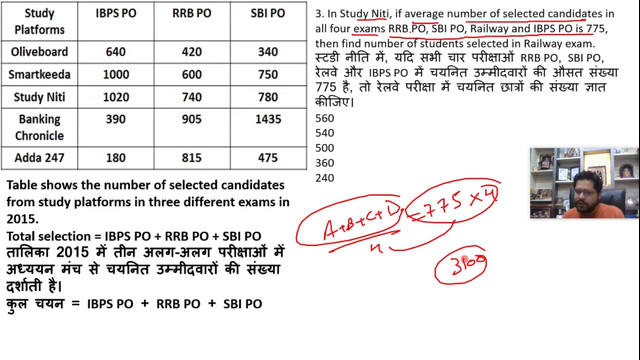 Study Platforms IBPS PO RRB PO SBI PO
Oliveboard 640 420 340
Smartkeeda 1000 600 750
Study Niti 1020 740 780
Banking Chronicle 390 905 1435
Adda 247 180 815 475
Table shows the number of selected candidates
from study platforms in three different exams in
2015.
Total selection = IBPS PO + RRB PO + SBI PO
तालिका 2015 में तीन अलग-अलग परीक्षाओं में
अध्ययन मंच से चयनित उम्मीदवारों की संख्या
दर्शाती है।
कुल चयन = IBPS PO + RRB PO + SBI PO
3. In Study Niti, if average number of selected candidates in
all four exams RRB PO, SBI PO, Railway and IBPS PO is 775,
then find number of students selected in Railway exam.
स्टडी नीति में, यदि सभी चार परीक्षाओं RRB PO, SBI PO,
रेलवे और IBPS PO में चयनित उम्मीदवारों की औसत संख्या
775 है, तो रेलवे परीक्षा में चयनित छात्रों की संख्या ज्ञात
कीजिए।
560
540
500
360
240
A+B+C+D = 775 × 4
4
3100